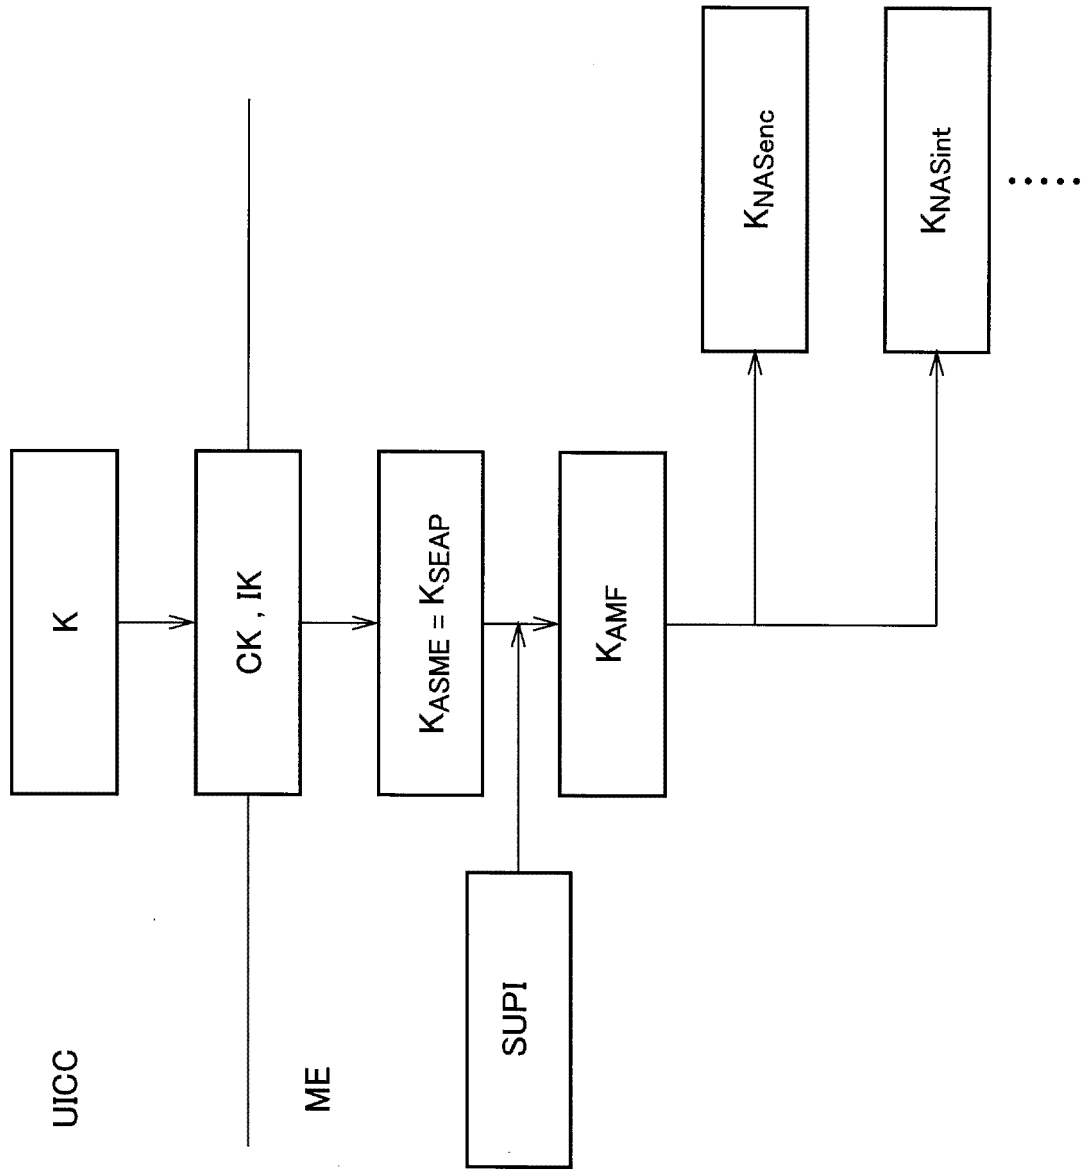 UICC
K
CK , IK
ME
KASME = KSEAP
SUPI
KAMF
KNASenc
KNASint
.....